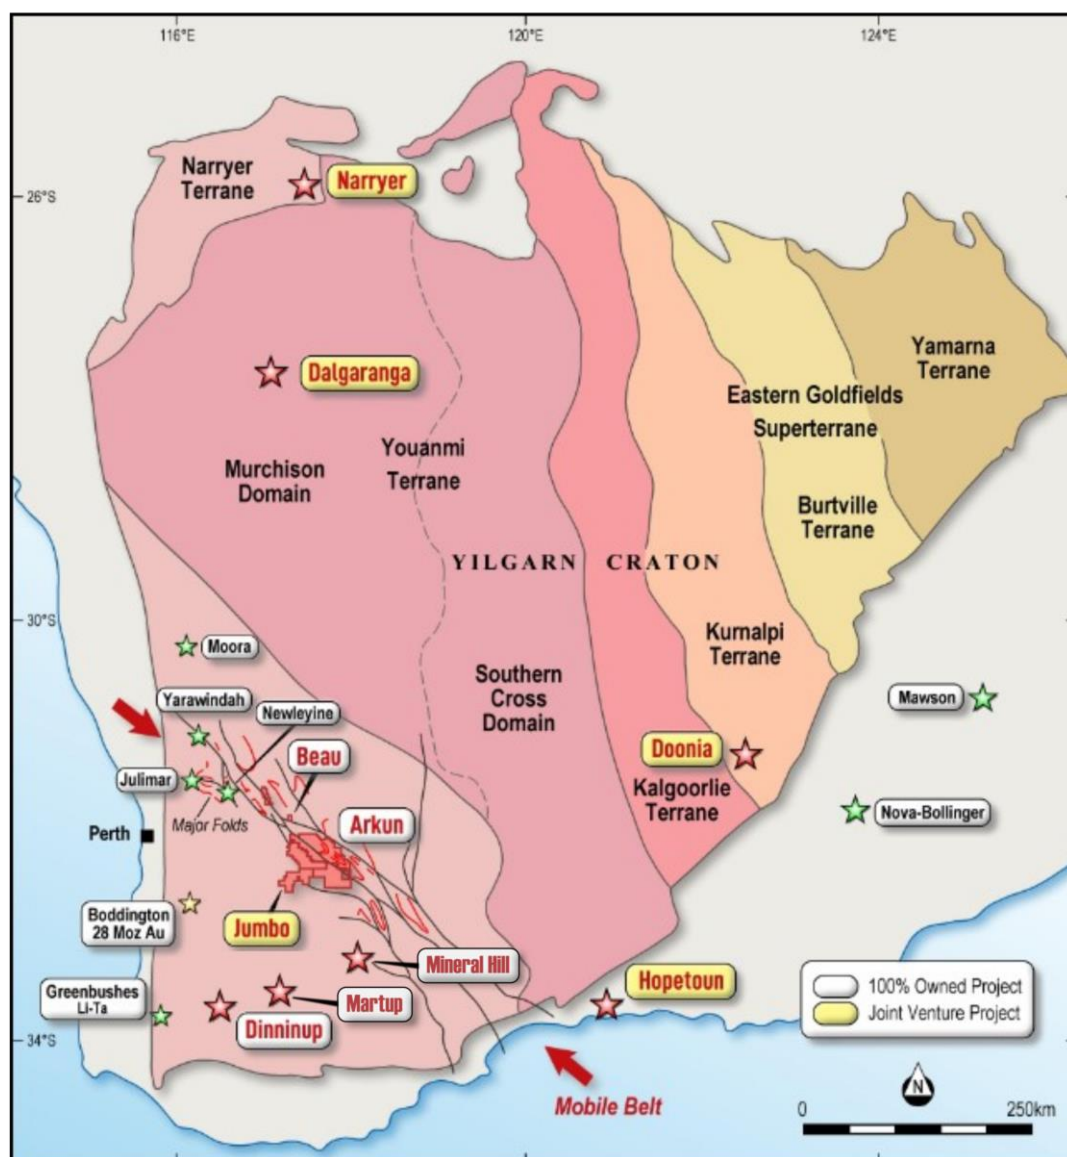 116°E
120°E
124°E
26°S
30°S
34°S
Narryer
Terrane
Narryer
Dalgaranga
Murchison
Domain
Youanmi
Terrane
YILGARN CRATON
Yamarna
Terrane
Eastern Goldfields
Superterrane
Burtville
Terrane
Kurnalpi
Terrane
Southern
Cross
Domain
Doonia
Kalgoorlie
Terrane
Mawson
Nova-Bollinger
Moora
Yarawindah
Newleyine
Beau
Julimar
Major Folds
Perth
Arkun
Boddington
28 Moz Au
Jumbo
Mineral Hill
Greenbushes
Li-Ta
Martup
Dinninup
Hopetoun
Mobile Belt
100% Owned Project
Joint Venture Project
N
0
250km